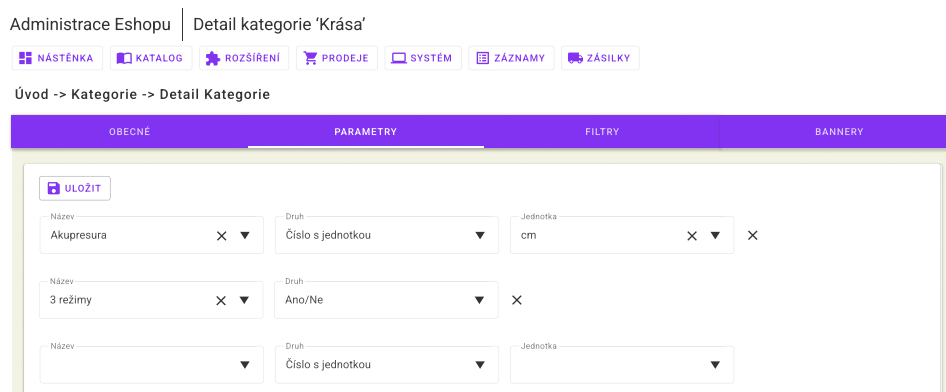 Administrace Eshopu Detail kategorie ‘Krása’
NÁSTĚNKA KATALOG ROZŠÍŘENÍ PRODEJE SYSTÉM ZÁZNAMY ZÁSILKY
Úvod -> Kategorie -> Detail Kategorie
OBECNÉ PARAMETRY FILTRY BANNERY
ULOŽIT
Název Druh Jednotka
Akupresura Číslo s jednotkou cm
Název Druh
3 režimy Ano/Ne
Název Druh Jednotka
Číslo s jednotkou